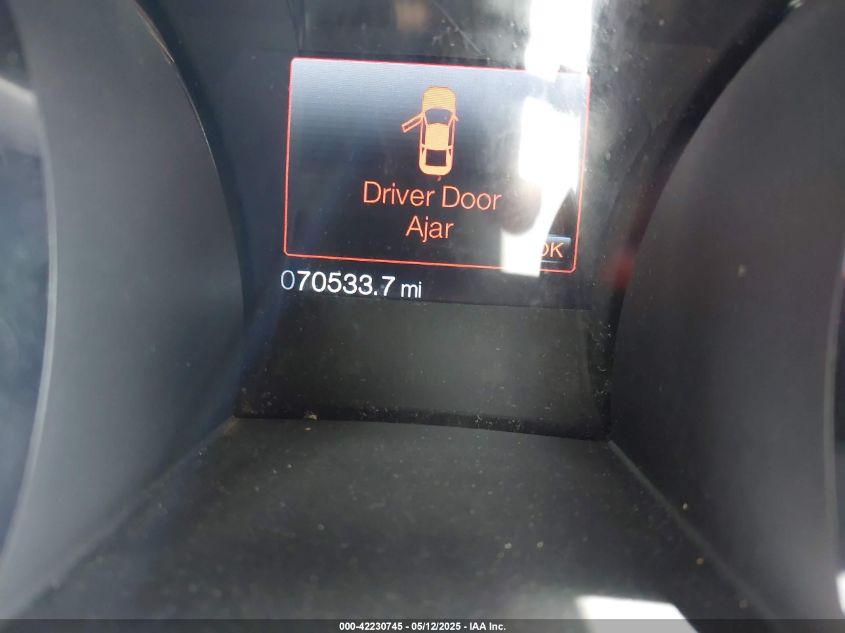 Driver Door
Ajar
OK
070533.7 mi
000-42230745 - 05/12/2025 - IAA Inc.